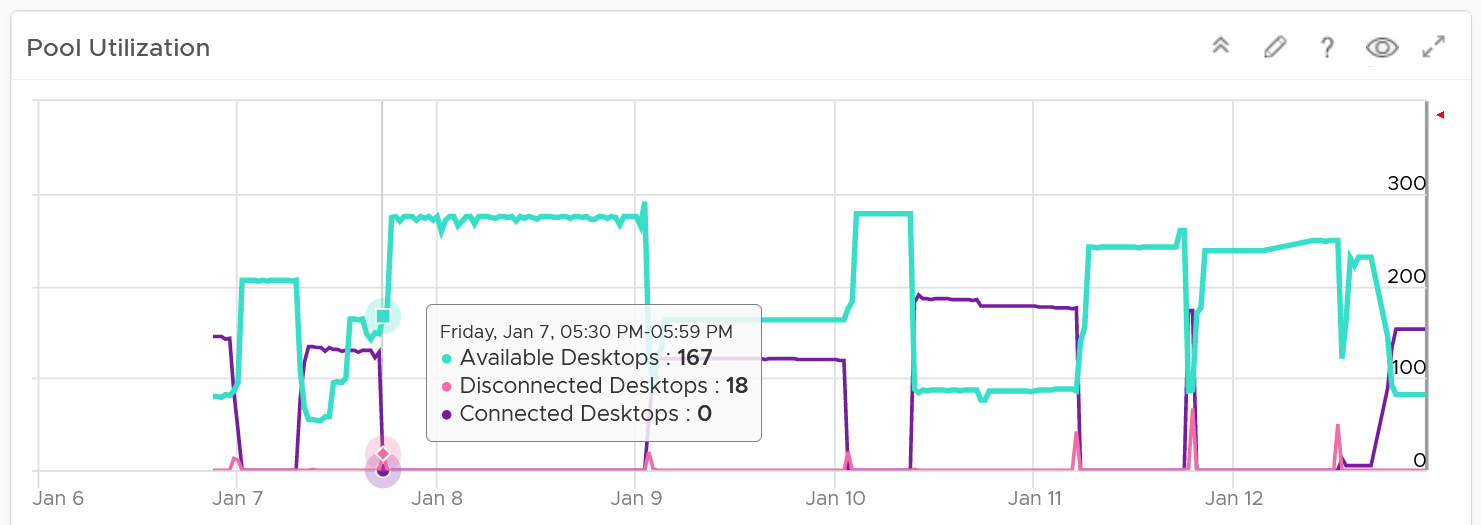 Pool Utilization
?
300
200
100
0
Friday, Jan 7, 05:30 PM-05:59 PM
Available Desktops : 167
Disconnected Desktops : 18
Connected Desktops : 0
Jan 6
Jan 7
Jan 8
Jan 9
Jan 10
Jan 11
Jan 12